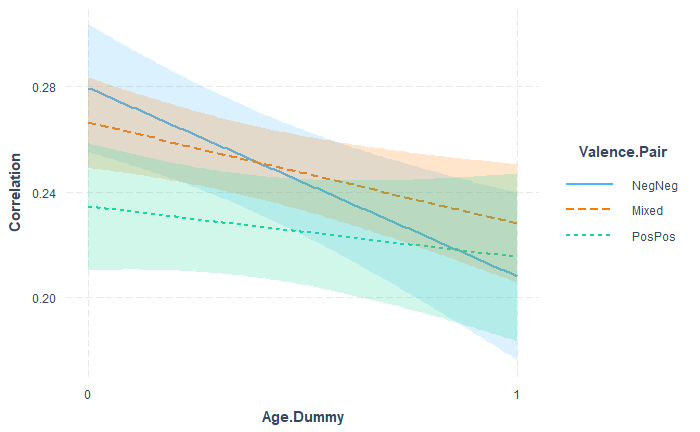 0.28
0.24
0.20
Correlation
0
1
Age.Dummy
Valence.Pair
NegNeg
Mixed
PosPos